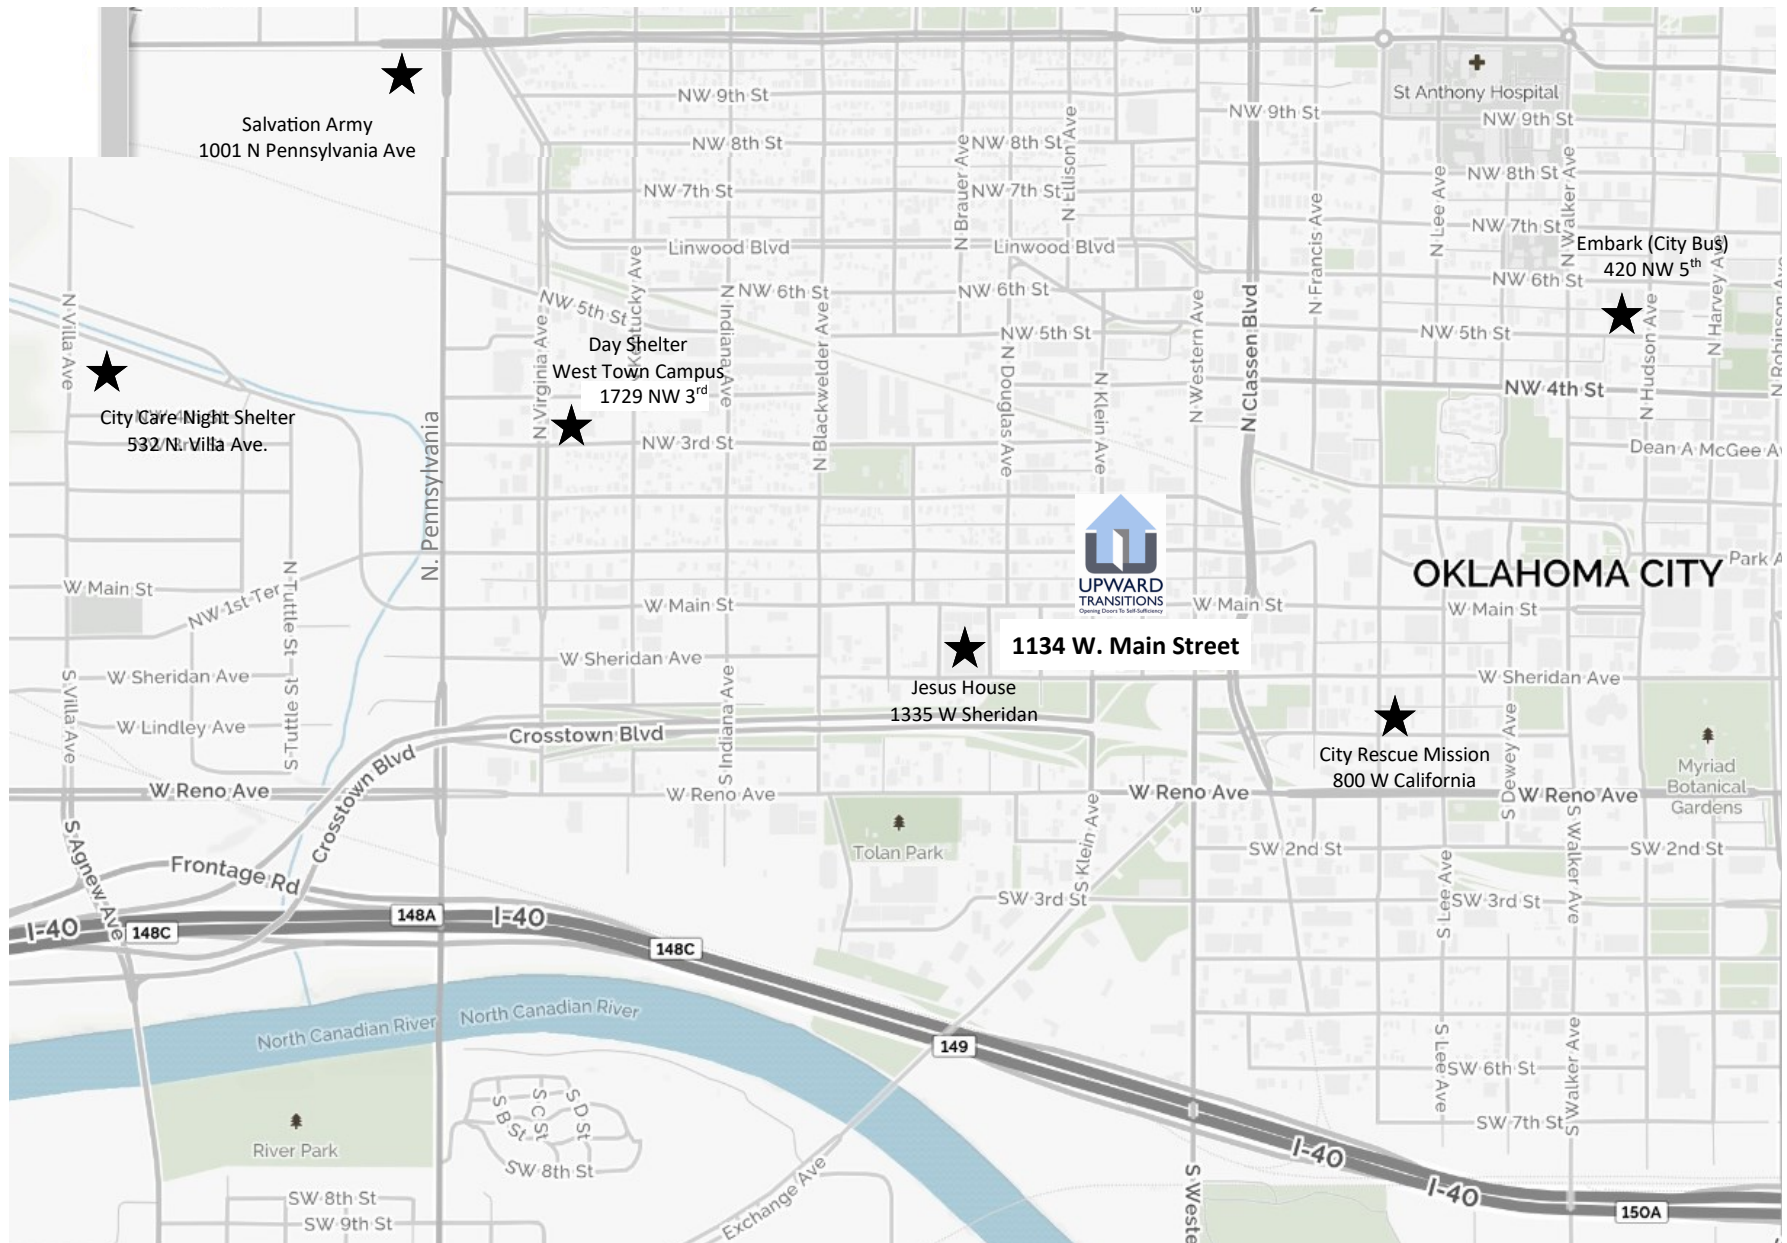 Salvation Army
1001 N Pennsylvania Ave
NW 9th St
NW 9th St
St Anthony Hospital
NW 9th St
NW 8th St
NW 8th St
NW 8th St
NW 7th St
NW 7th St
NW 7th St
N Brauer Ave
N Ellison Ave
N Francis Ave
N Lee Ave
N Walker Ave
Linwood Blvd
Linwood Blvd
Embark (City Bus)
420 NW 5th
NW 6th St
NW 6th St
NW 6th St
NW 5th St
NW 5th St
NW 5th St
N Villa Ave
N Virginia Ave
Kentucky Ave
N Indiana Ave
N Blackwelder Ave
N Douglas Ave
N Klein Ave
N Western Ave
N Classen Blvd
N Hudson Ave
N Harvey Ave
N Robinson Ave
Day Shelter
West Town Campus
1729 NW 3rd
NW 4th St
City Care Night Shelter
532 N. Villa Ave.
NW 3rd St
Dean A McGee Av
N. Pennsylvania
UPWARD
TRANSITIONS
Opening Doors To Self-Sufficiency
1134 W. Main Street
OKLAHOMA CITY
Park A
W Main St
NW 1st Ter
N Tuttle St
W Main St
W Main St
W Main St
W Sheridan Ave
W Sheridan Ave
W Sheridan Ave
Jesus House
1335 W Sheridan
S Villa Ave
W Lindley Ave
S Tuttle St
Crosstown Blvd
S Indiana Ave
City Rescue Mission
800 W California
S Dewey Ave
Myriad
Botanical
Gardens
W Reno Ave
W Reno Ave
W Reno Ave
W Reno Ave
Crosstown Blvd
S Agnew Ave
Frontage Rd
Tolan Park
S Klein Ave
SW 2nd St
SW 2nd St
S Walker Ave
S Lee Ave
SW 3rd St
SW 3rd St
I-40
148C
148A
I-40
148C
North Canadian River
North Canadian River
149
S Lee Ave
S Walker Ave
SW 6th St
SW 7th St
River Park
S B St
S C St
S D St
SW 8th St
SW 8th St
SW 9th St
Exchange Ave
S Weste
I-40
I-40
150A